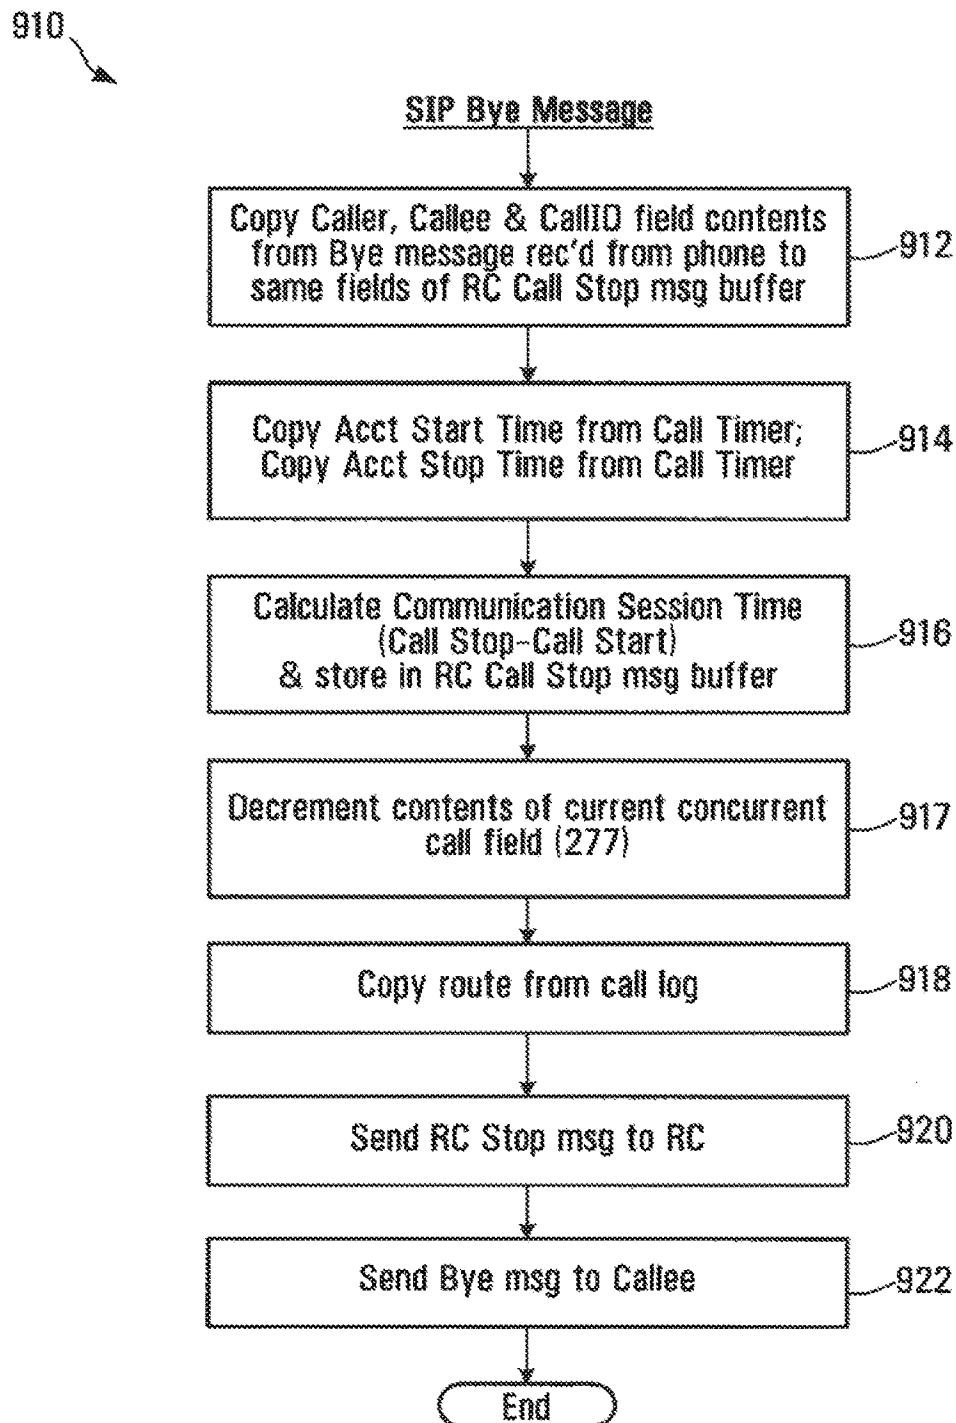 910
SIP Bye Message
Copy Caller, Callee & CallID field contents
from Bye message rec'd from phone to
same fields of RC Call Stop msg buffer
912
Copy Acct Start Time from Call Timer;
Copy Acct Stop Time from Call Timer
914
Calculate Communication Session Time
(Call Stop-Call Start)
& store in RC Call Stop msg buffer
916
Decrement contents of current concurrent
call field (277)
917
Copy route from call log
918
Send RC Stop msg to RC
920
Send Bye msg to Callee
922
End